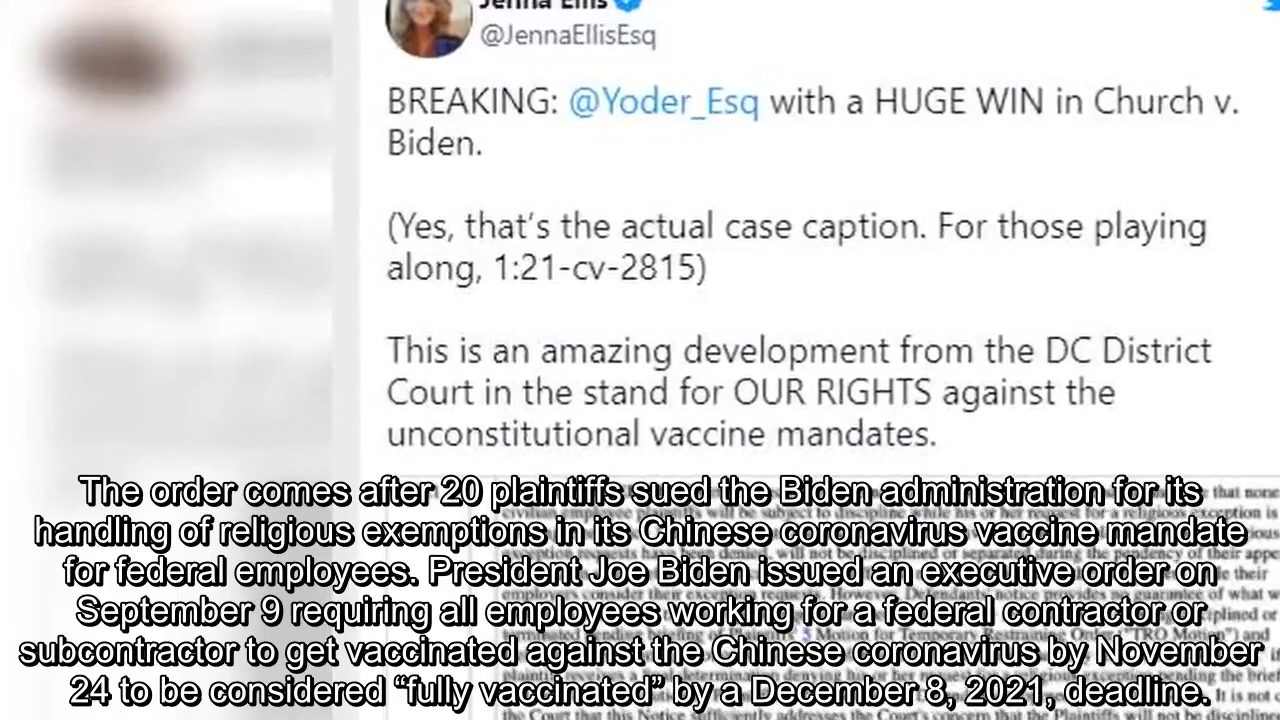 Jenna Ellis
@JennaEllisEsq
BREAKING: @Yoder_Esq with a HUGE WIN in Church v.
Biden.
(Yes, that's the actual case caption. For those playing
along, 1:21-cv-2815)
This is an amazing development from the DC District
Court in the stand for OUR RIGHTS against the
unconstitutional vaccine mandates.
The order comes after 20 plaintiffs sued the Biden administration for its
handling of religious exemptions in its Chinese coronavirus vaccine mandate
for federal employees. President Joe Biden issued an executive order on
September 9 requiring all employees working for a federal contractor or
subcontractor to get vaccinated against the Chinese coronavirus by November
24 to be considered “fully vaccinated” by a December 8, 2021, deadline.